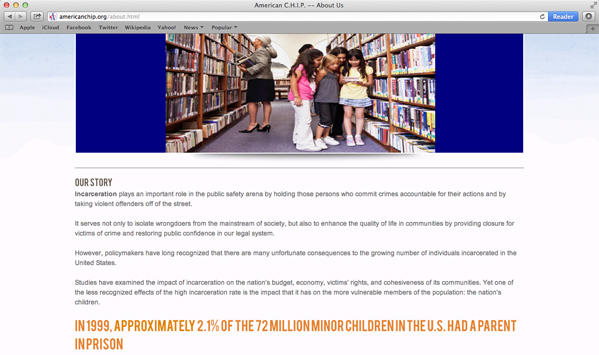 American C.H.I.P. -- About Us
americanchip.org/about.html
Reader
Apple iCloud Facebook Twitter Wikipedia Yahoo! News Popular
OUR STORY
Incarceration plays an important role in the public safety arena by holding those persons who commit crimes accountable for their actions and by
taking violent offenders off of the street.
It serves not only to isolate wrongdoers from the mainstream of society, but also to enhance the quality of life in communities by providing closure for
victims of crime and restoring public confidence in our legal system.
However, policymakers have long recognized that there are many unfortunate consequences to the growing number of individuals incarcerated in the
United States.
Studies have examined the impact of incarceration on the nation's budget, economy, victims' rights, and cohesiveness of its communities. Yet one of
the less recognized effects of the high incarceration rate is the impact that it has on the more vulnerable members of the population: the nation's
children.
IN 1999, APPROXIMATELY 2.1% OF THE 72 MILLION MINOR CHILDREN IN THE U.S. HAD A PARENT
IN PRISON